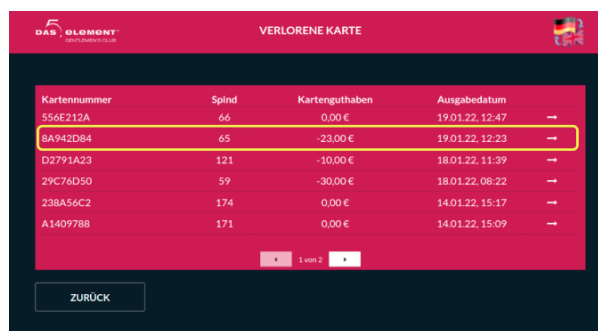 DAS 5. element
GENTLEMEN'S CLUB
VERLORENE KARTE
Kartennummer Spind Kartenguthaben Ausgabedatum
556E212A 66 0,00 € 19.01.22, 12:47 →
8A942D84 65 -23,00 € 19.01.22, 12:23 →
D2791A23 121 -10,00 € 18.01.22, 11:39 →
29C76D50 59 -30,00 € 18.01.22, 08:22 →
238A56C2 174 0,00 € 14.01.22, 15:17 →
A1409788 171 0,00 € 14.01.22, 15:09 →
1 von 2
ZURÜCK